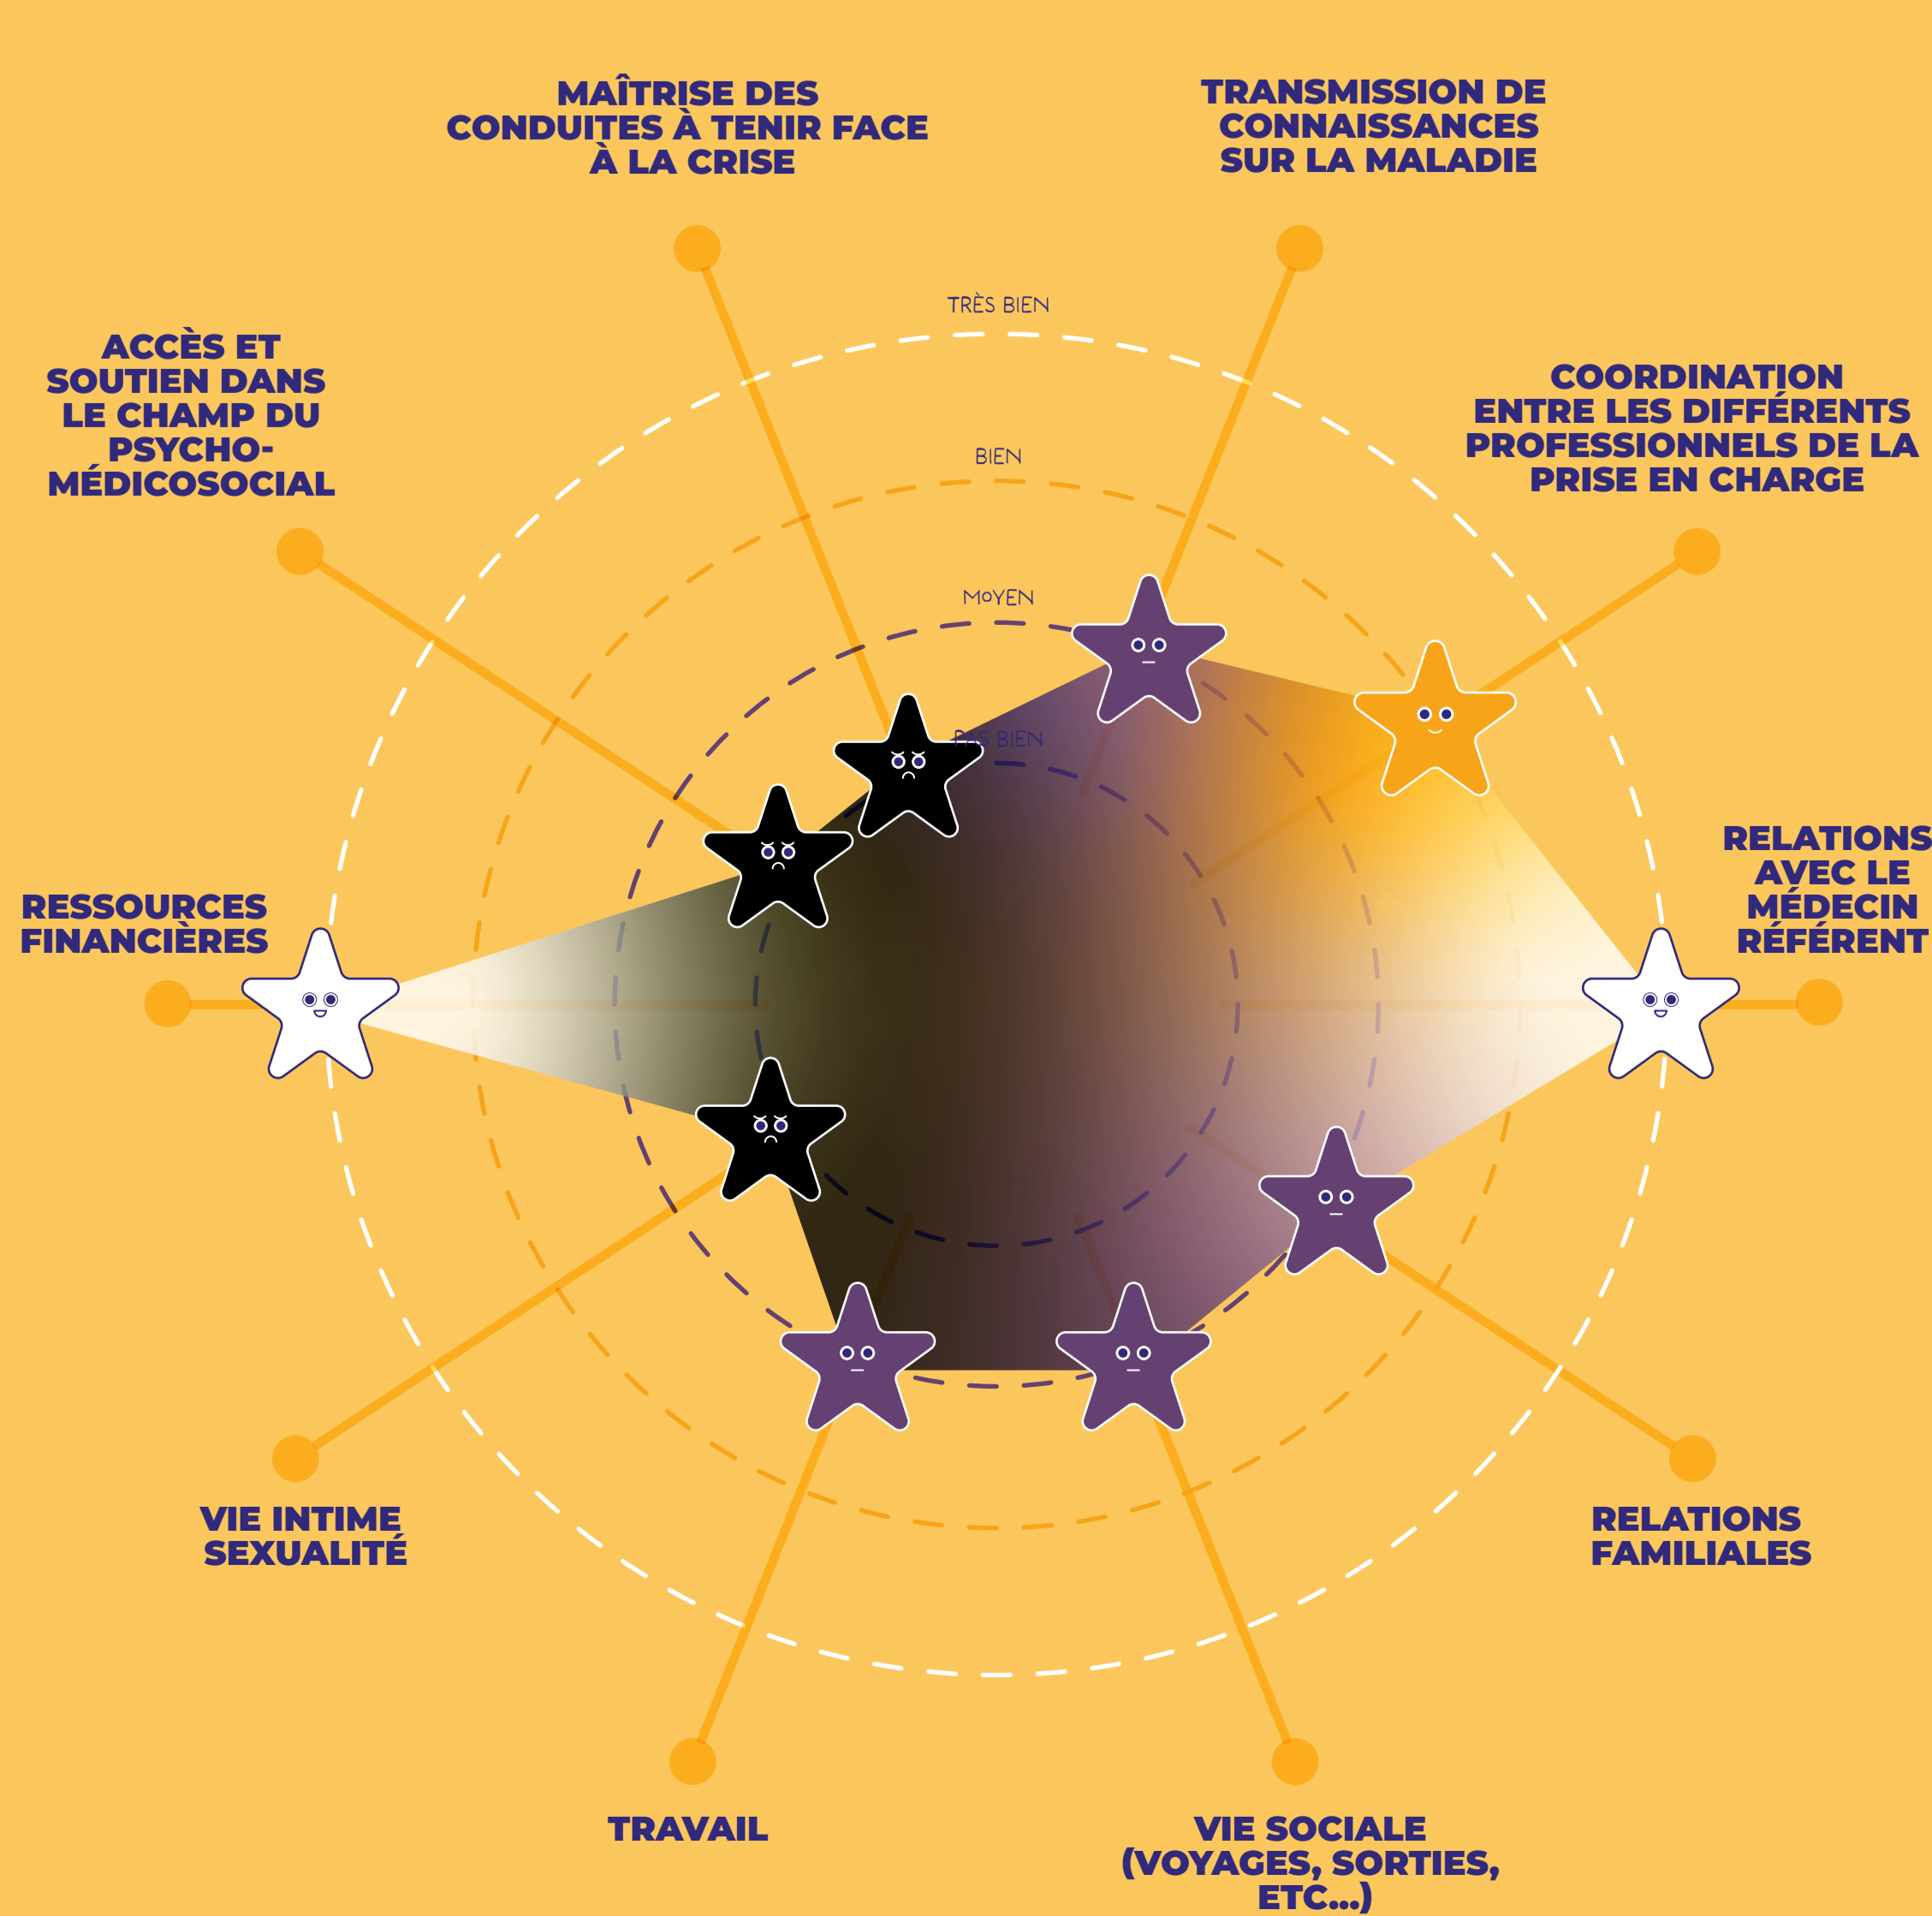 MAÎTRISE DES
CONDUITES À TENIR FACE
À LA CRISE
TRANSMISSION DE
CONNAISSANCES
SUR LA MALADIE
TRÈS BIEN
ACCÈS ET
SOUTIEN DANS
LE CHAMP DU
PSYCHO-
MÉDICOSOCIAL
COORDINATION
ENTRE LES DIFFÉRENTS
PROFESSIONNELS DE LA
PRISE EN CHARGE
BIEN
MOYEN
PAS BIEN
RESSOURCES
FINANCIÈRES
RELATIONS
AVEC LE
MÉDECIN
RÉFÉRENT
VIE INTIME
SEXUALITÉ
RELATIONS
FAMILIALES
TRAVAIL
VIE SOCIALE
(VOYAGES, SORTIES,
ETC...)